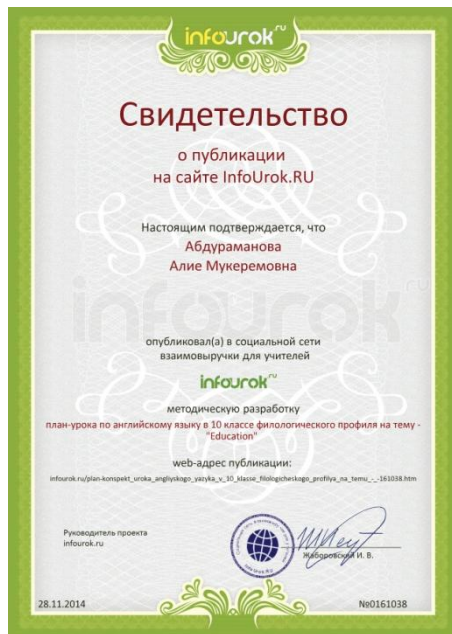 infourok.ru
Свидетельство
о публикации
на сайте InfoUrok.RU
Настоящим подтверждается, что
Абдураманова
Алие Мукеремовна
infourok.ru
опубликовал(а) в социальной сети
взаимовыручки для учителей
infourok.ru
методическую разработку
план-урока по английскому языку в 10 классе филологического профиля на тему -
"Education"
web-адрес публикации:
infourok.ru/plan-konspekt_uroka_angliyskogo_yazyka_v_10_klasse_filologicheskogo_profilya_na_temu_-_-161038.htm
Руководитель проекта
infourok.ru
Жаборовский И. В.
28.11.2014
№0161038